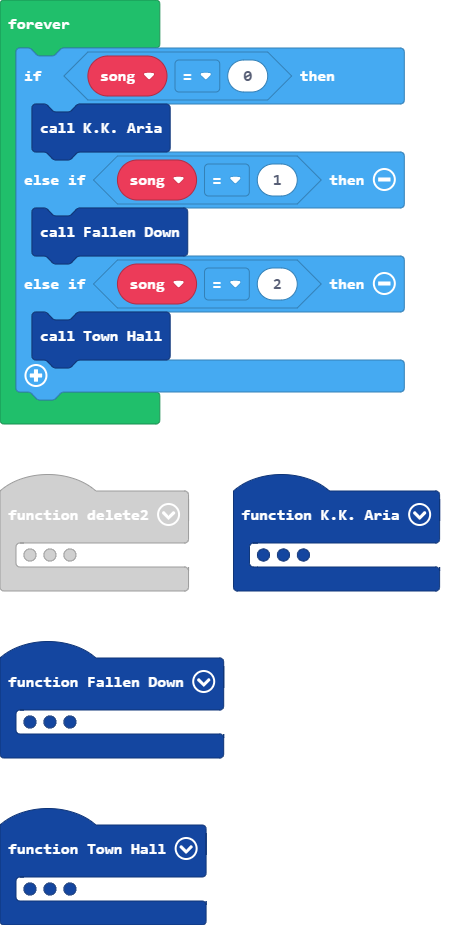 forever
if song = 0 then
call K.K. Aria
else if song = 1 then
call Fallen Down
else if song = 2 then
call Town Hall
function delete2
function K.K. Aria
function Fallen Down
function Town Hall